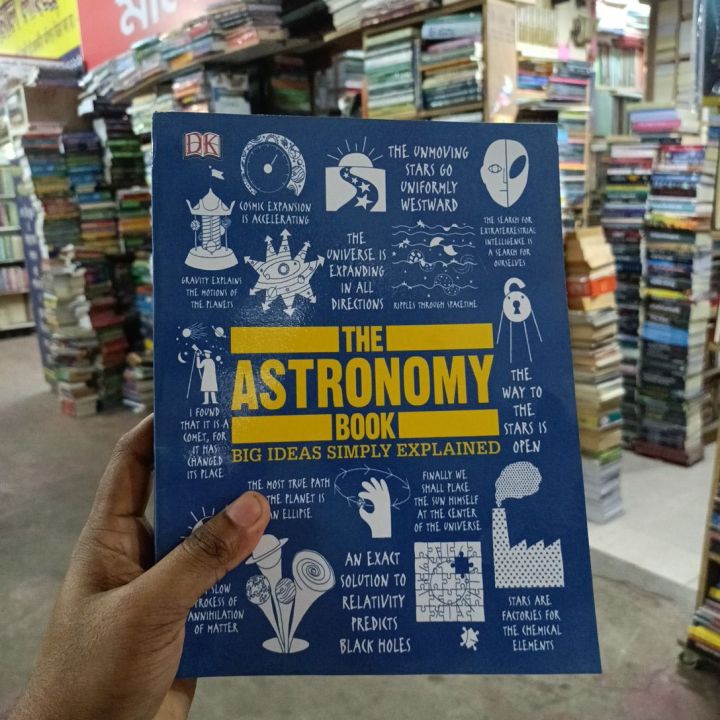 মা
DK
COSMIC EXPANSION
IS ACCELERATING
THE UNMOVING
STARS GO
UNIFORMLY
WESTWARD
THE SEARCH FOR
EXTRATERRESTRIAL
INTELLIGENCE IS
A SEARCH FOR
OURSELVES
GRAVITY EXPLAINS
THE MOTIONS OF
THE PLANETS
THE
UNIVERSE IS
EXPANDING
IN ALL
DIRECTIONS
RIPPLES THROUGH SPACETIME
THE
ASTRONOMY
BOOK
BIG IDEAS SIMPLY EXPLAINED
I FOUND
THAT IT IS A
COMET, FOR
IT HAS
CHANGED
ITS PLACE
THE
WAY TO
THE
STARS IS
OPEN
THE MOST TRUE PATH
THE PLANET IS
AN ELLIPSE
FINALLY WE
SHALL PLACE
THE SUN HIMSELF
AT THE CENTER
OF THE UNIVERSE
SLOW
PROCESS OF
ANNIHILATION
OF MATTER
AN EXACT
SOLUTION TO
RELATIVITY
PREDICTS
BLACK HOLES
STARS ARE
FACTORIES FOR
THE CHEMICAL
ELEMENTS